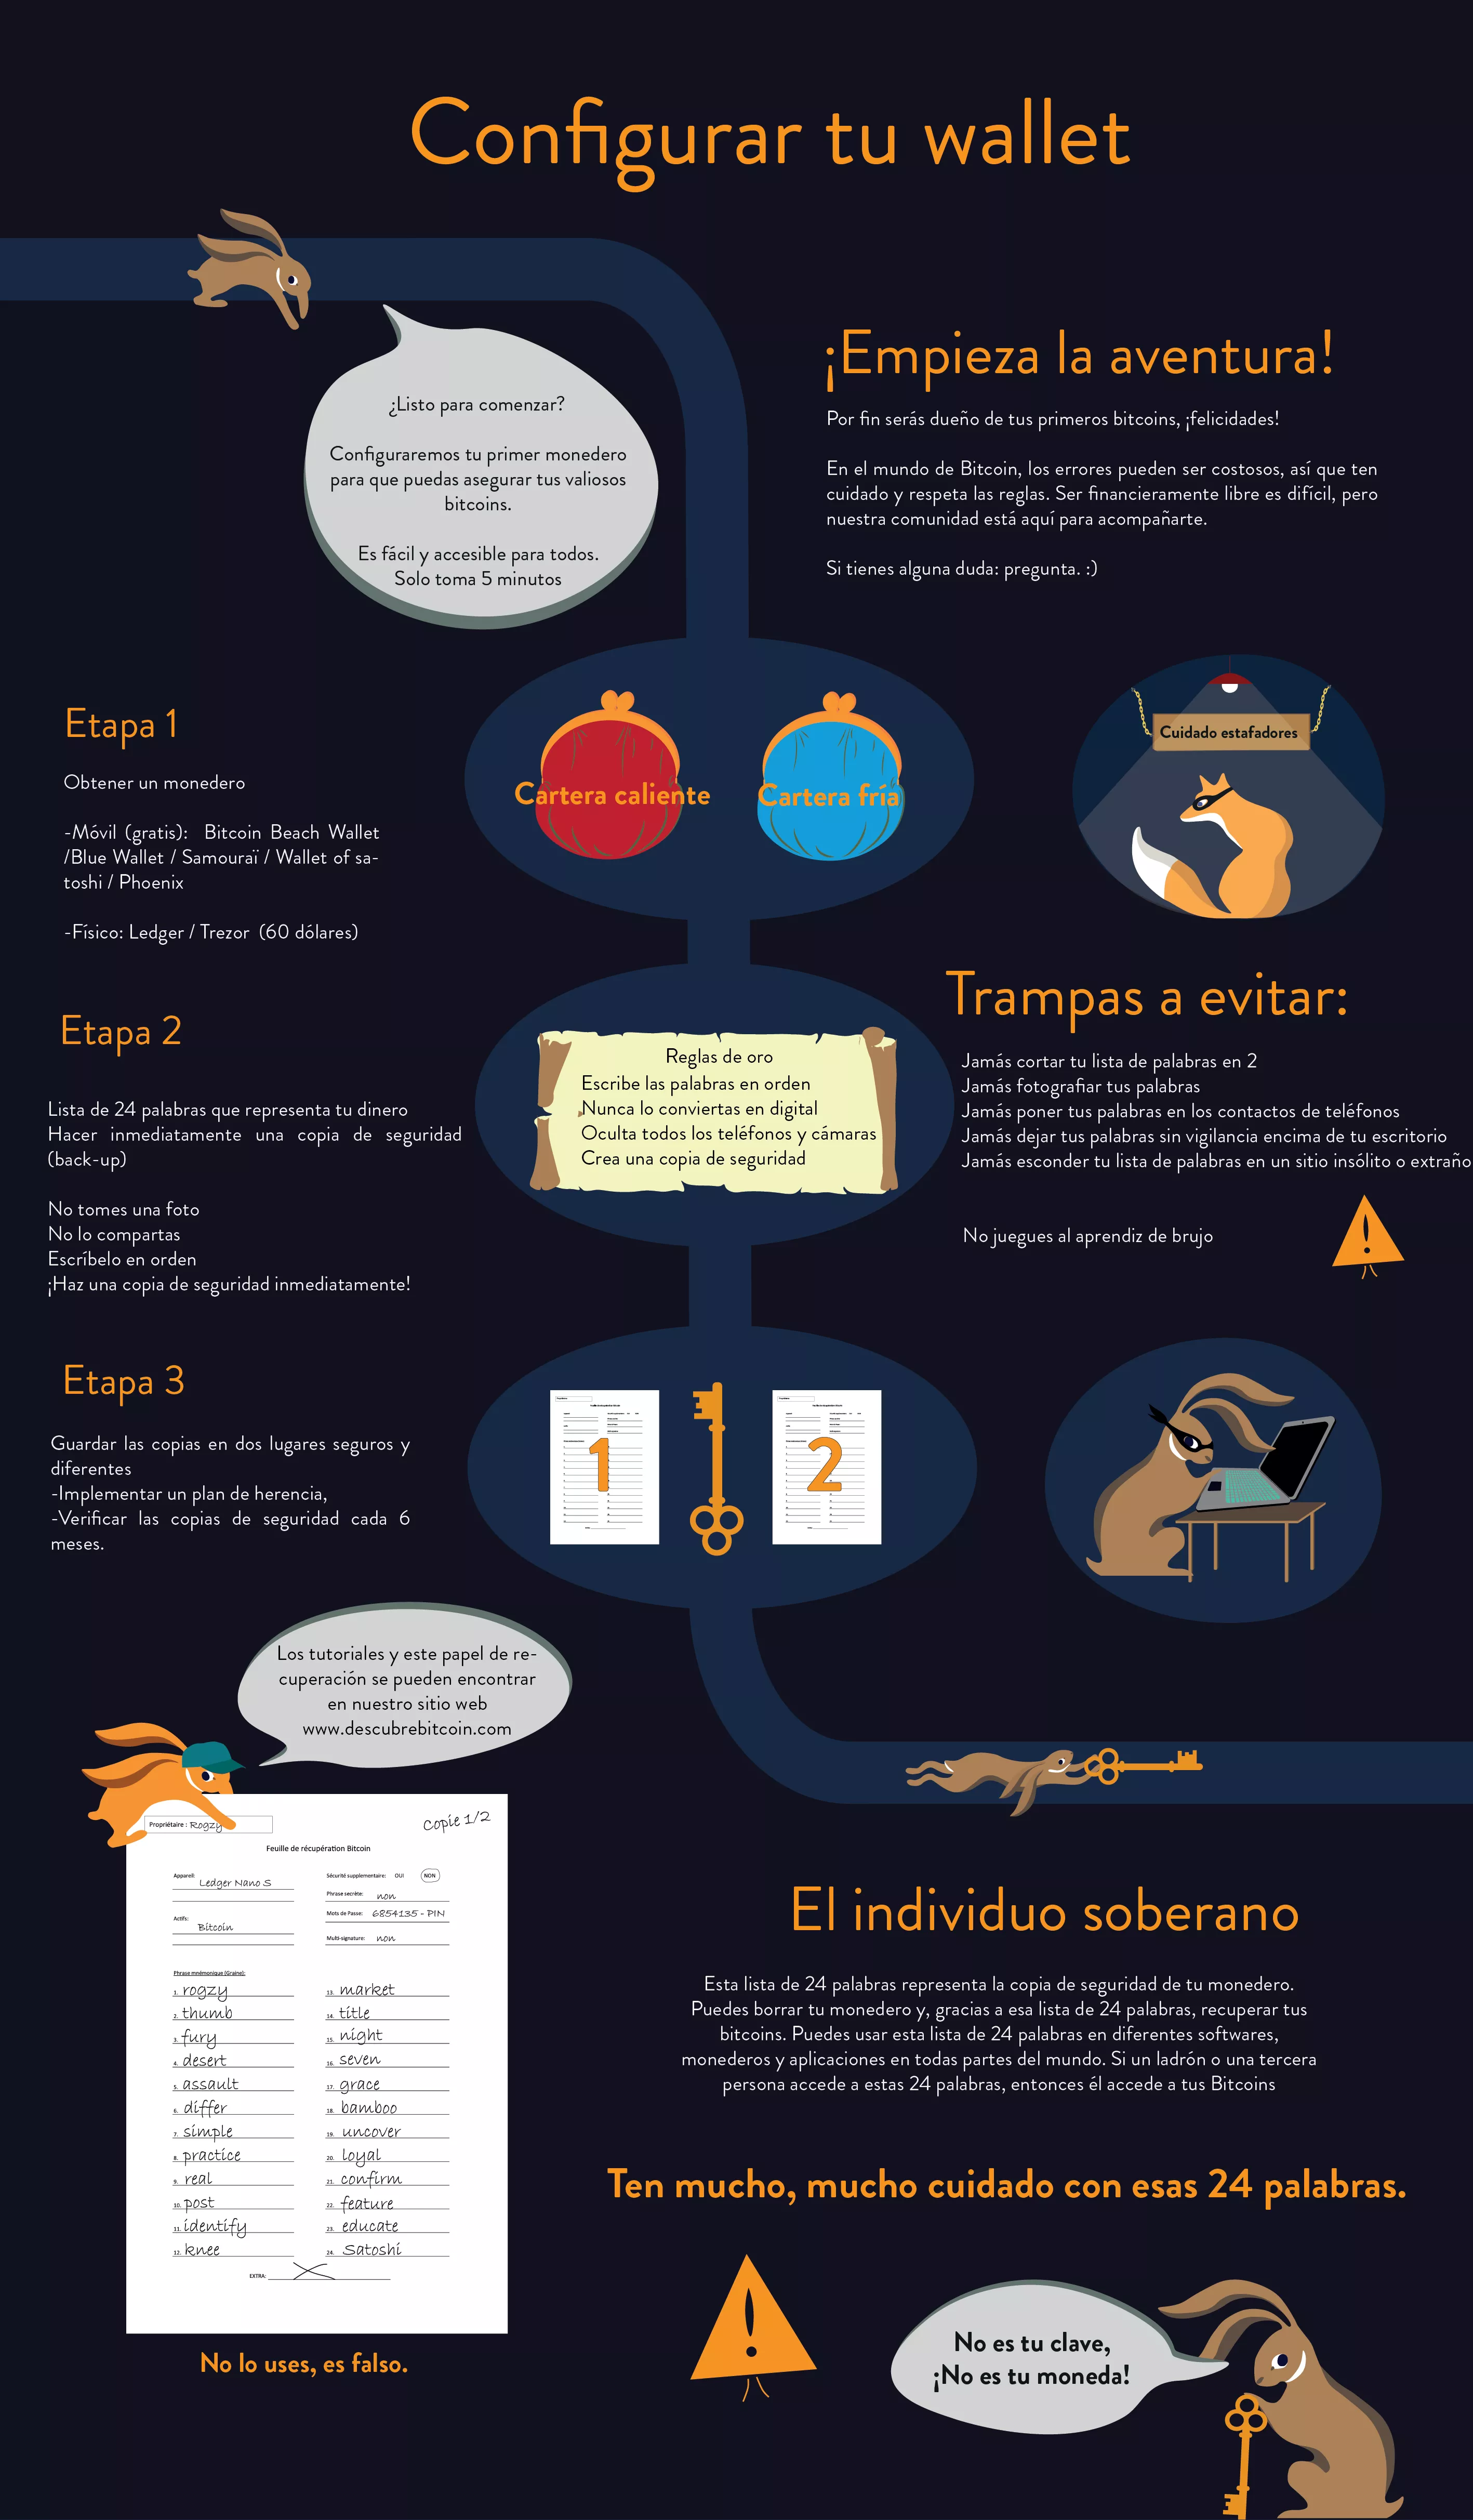 Configurar tu wallet
¿Listo para comenzar?
Configuraremos tu primer monedero
para que puedas asegurar tus valiosos
bitcoins.
Es fácil y accesible para todos.
Solo toma 5 minutos
¡Empieza la aventura!
Por fin serás dueño de tus primeros bitcoins, ¡felicidades!
En el mundo de Bitcoin, los errores pueden ser costosos, así que ten
cuidado y respeta las reglas. Ser financieramente libre es difícil, pero
nuestra comunidad está aquí para acompañarte.
Si tienes alguna duda: pregunta. :)
Etapa 1
Obtener un monedero
-Móvil (gratis): Bitcoin Beach Wallet
/Blue Wallet / Samouraï / Wallet of sa-
toshi / Phoenix
-Físico: Ledger / Trezor (60 dólares)
Cartera caliente
Cartera fría
Cuidado estafadores
Etapa 2
Lista de 24 palabras que representa tu dinero
Hacer inmediatamente una copia de seguridad
(back-up)
No tomes una foto
No lo compartas
Escríbelo en orden
¡Haz una copia de seguridad inmediatamente!
Reglas de oro
Escribe las palabras en orden
Nunca lo conviertas en digital
Oculta todos los teléfonos y cámaras
Crea una copia de seguridad
Trampas a evitar:
Jamás cortar tu lista de palabras en 2
Jamás fotografiar tus palabras
Jamás poner tus palabras en los contactos de teléfonos
Jamás dejar tus palabras sin vigilancia encima de tu escritorio
Jamás esconder tu lista de palabras en un sitio insólito o extraño
No juegues al aprendiz de brujo
Etapa 3
Guardar las copias en dos lugares seguros y
diferentes
-Implementar un plan de herencia,
-Verificar las copias de seguridad cada 6
meses.
1
2
Los tutoriales y este papel de re-
cuperación se pueden encontrar
en nuestro sitio web
www.descubrebitcoin.com
Propriétaire : Rogzy
Copie 1/2
Feuille de récupération Bitcoin
Appareil: Ledger Nano S
Actifs: Bitcoin
Sécurité supplementaire: OUI NON
Phrase secrète: non
Mots de Passe: 6854135 - PIN
Multi-signature: non
Phrase mnémonique (Graine):
1. rogzy
2. thumb
3. fury
4. desert
5. assault
6. differ
7. simple
8. practice
9. real
10. post
11. identify
12. knee
13. market
14. title
15. night
16. seven
17. grace
18. bamboo
19. uncover
20. loyal
21. confirm
22. feature
23. educate
24. Satoshi
EXTRA:
No lo uses, es falso.
El individuo soberano
Esta lista de 24 palabras representa la copia de seguridad de tu monedero.
Puedes borrar tu monedero y, gracias a esa lista de 24 palabras, recuperar tus
bitcoins. Puedes usar esta lista de 24 palabras en diferentes softwares,
monederos y aplicaciones en todas partes del mundo. Si un ladrón o una tercera
persona accede a estas 24 palabras, entonces él accede a tus Bitcoins
Ten mucho, mucho cuidado con esas 24 palabras.
No es tu clave,
¡No es tu moneda!